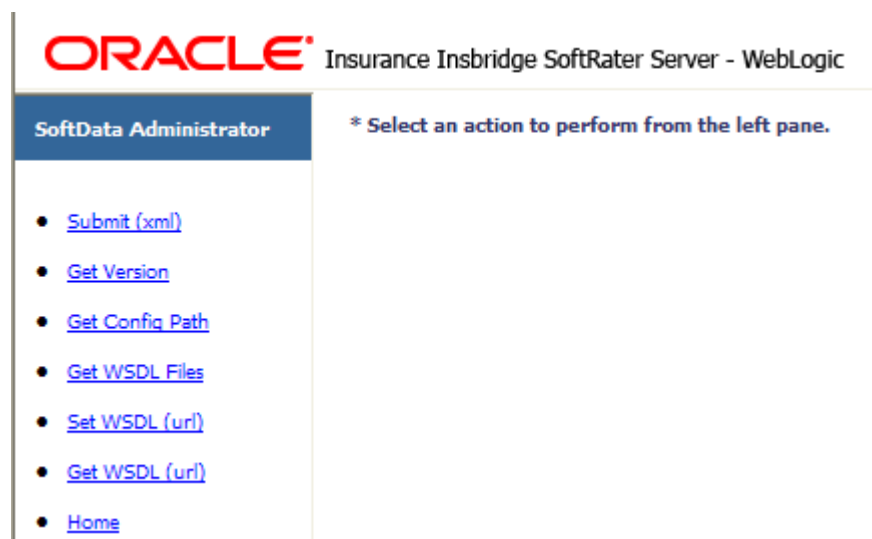 ORACLE Insurance Insbridge SoftRater Server - WebLogic
SoftData Administrator
* Select an action to perform from the left pane.
Submit (xml)
Get Version
Get Config Path
Get WSDL Files
Set WSDL (url)
Get WSDL (url)
Home